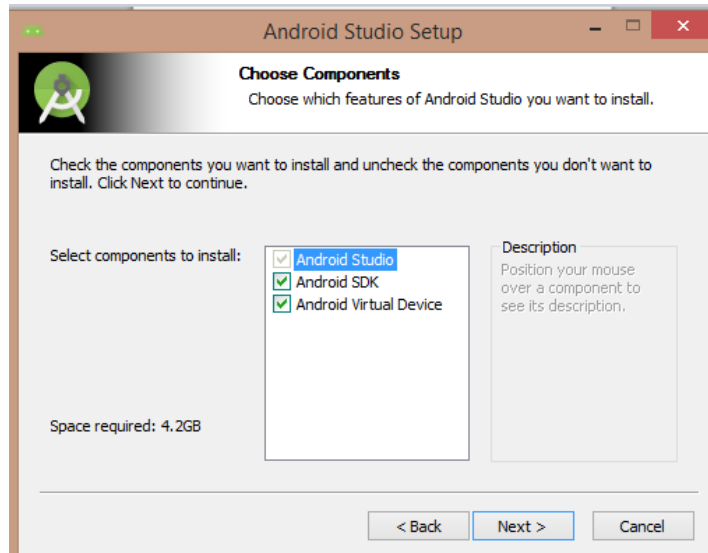 Android Studio Setup
Choose Components
Choose which features of Android Studio you want to install.
Check the components you want to install and uncheck the components you don't want to
install. Click Next to continue.
Select components to install:
Android Studio
Android SDK
Android Virtual Device
Description
Position your mouse
over a component to
see its description.
Space required: 4.2GB
< Back
Next >
Cancel